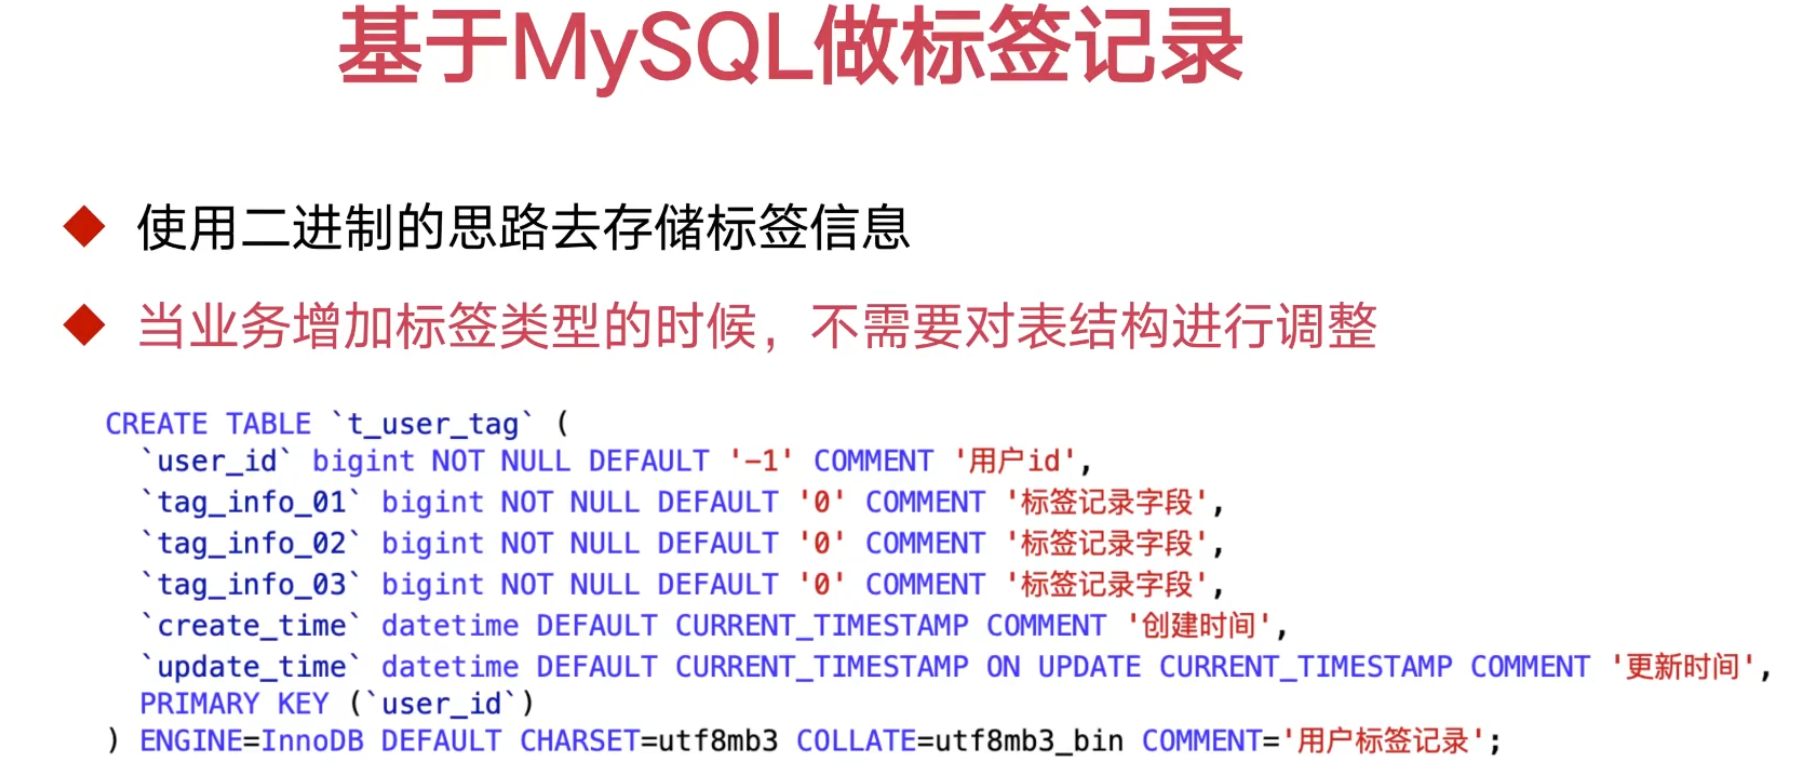 基于MySQL做标签记录
使用二进制的思路去存储标签信息
当业务增加标签类型的时候，不需要对表结构进行调整
CREATE TABLE `t_user_tag` (
  `user_id` bigint NOT NULL DEFAULT '-1' COMMENT '用户id',
  `tag_info_01` bigint NOT NULL DEFAULT '0' COMMENT '标签记录字段',
  `tag_info_02` bigint NOT NULL DEFAULT '0' COMMENT '标签记录字段',
  `tag_info_03` bigint NOT NULL DEFAULT '0' COMMENT '标签记录字段',
  `create_time` datetime DEFAULT CURRENT_TIMESTAMP COMMENT '创建时间',
  `update_time` datetime DEFAULT CURRENT_TIMESTAMP ON UPDATE CURRENT_TIMESTAMP COMMENT '更新时间',
  PRIMARY KEY (`user_id`)
) ENGINE=InnoDB DEFAULT CHARSET=utf8mb3 COLLATE=utf8mb3_bin COMMENT='用户标签记录';